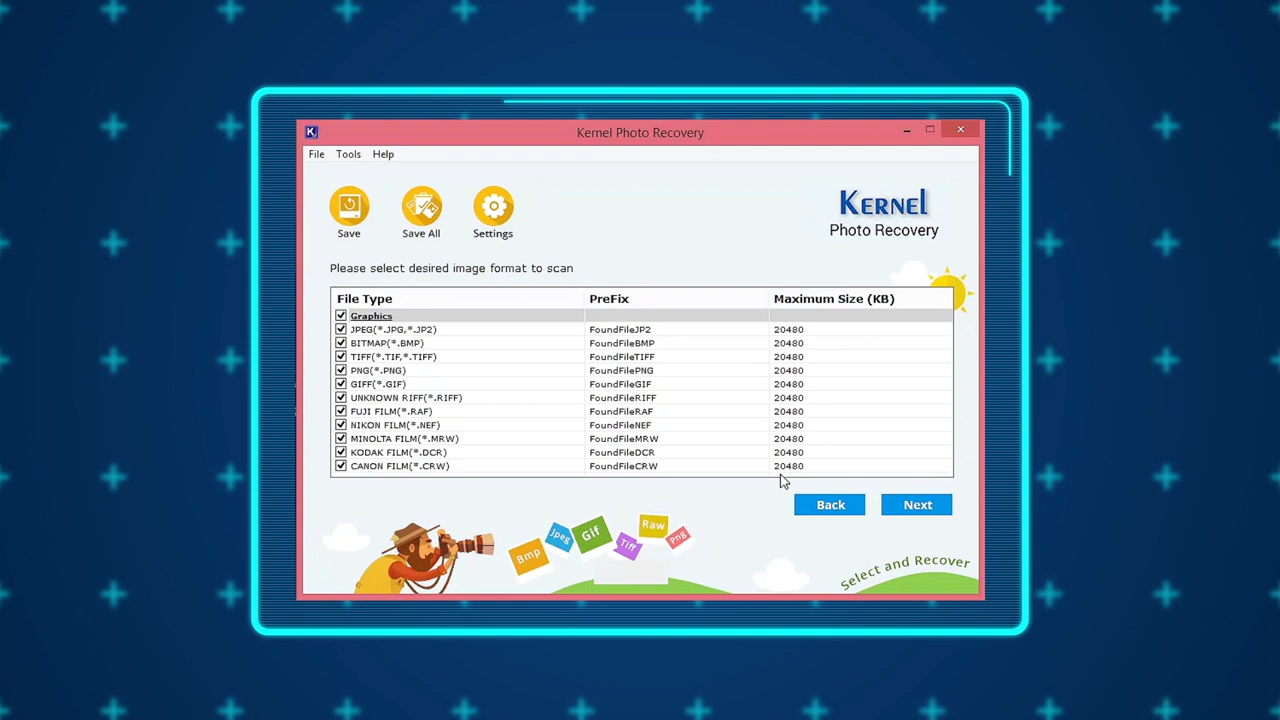 K
Kernel Photo Recovery
File Tools Help
Save Save All Settings
KERNEL
Photo Recovery
Please select desired image format to scan
File Type PreFix Maximum Size (KB)
Graphics
JPEG(*.JPG,*.JP2) FoundFileJP2 20480
BITMAP(*.BMP) FoundFileBMP 20480
TIFF(*.TIF,*.TIFF) FoundFileTIFF 20480
PNG(*.PNG) FoundFilePNG 20480
GIFF(*.GIF) FoundFileGIF 20480
UNKNOWN RIFF(*.RIFF) FoundFileRIFF 20480
FUJI FILM(*.RAF) FoundFileRAF 20480
NIKON FILM(*.NEF) FoundFileNEF 20480
MINOLTA FILM(*.MRW) FoundFileMRW 20480
KODAK FILM(*.DCR) FoundFileDCR 20480
CANON FILM(*.CRW) FoundFileCRW 20480
Back Next
Bmp Jpeg Gif Tiff Raw Png
Select and Recover